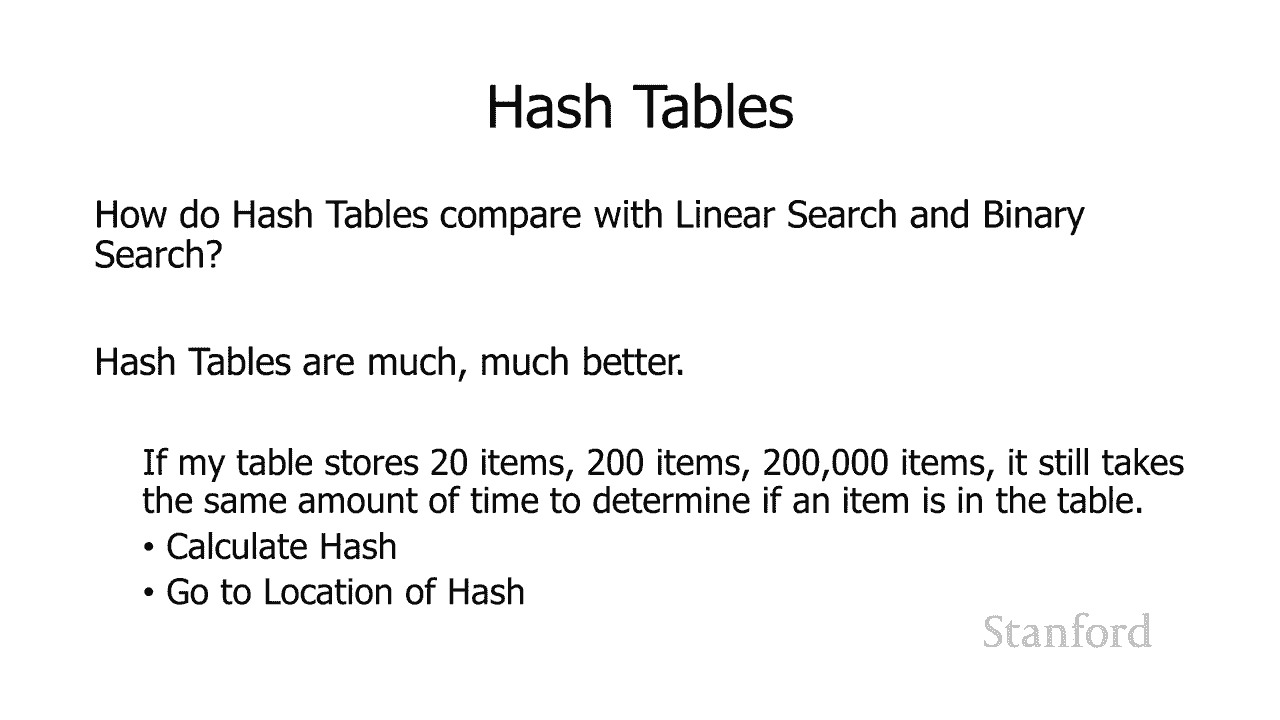 Hash Tables
How do Hash Tables compare with Linear Search and Binary
Search?
Hash Tables are much, much better.
If my table stores 20 items, 200 items, 200,000 items, it still takes
the same amount of time to determine if an item is in the table.
• Calculate Hash
• Go to Location of Hash
Stanford